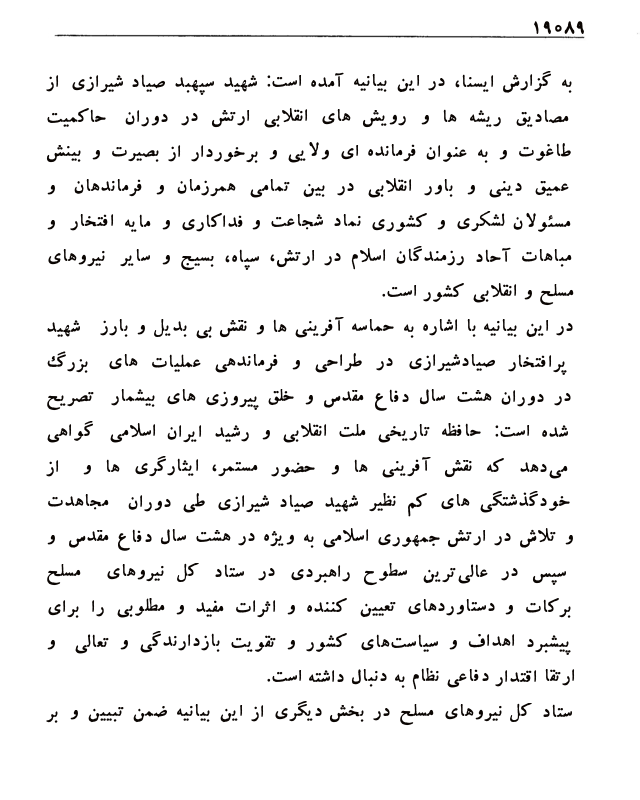 ۱۹۰۸۹
به گزارش ایسنا، در این بیانیه آمده است: شهید سپهبد صیاد شیرازی از
مصادیق ریشه ها و رویش های انقلابی ارتش در دوران حاکمیت
طاغوت و به عنوان فرمانده ای ولایی و برخوردار از بصیرت و بینش
عمیق دینی و باور انقلابی در بین تمامی همرزمان و فرماندهان و
مسئولان لشکری و کشوری نماد شجاعت و فداکاری و مایه افتخار و
مباهات آحاد رزمندگان اسلام در ارتش، سپاه، بسیج و سایر نیروهای
مسلح و انقلابی کشور است.
در این بیانیه با اشاره به حماسه آفرینی ها و نقش بی بدیل و بارز شهید
پرافتخار صیادشیرازی در طراحی و فرماندهی عملیات های بزرگ
در دوران هشت سال دفاع مقدس و خلق پیروزی های بیشمار تصریح
شده است: حافظه تاریخی ملت انقلابی و رشید ایران اسلامی گواهی
می‌دهد که نقش آفرینی ها و حضور مستمر، ایثارگری ها و از
خودگذشتگی های کم نظیر شهید صیاد شیرازی طی دوران مجاهدت
و تلاش در ارتش جمهوری اسلامی به ویژه در هشت سال دفاع مقدس و
سپس در عالی‌ترین سطوح راهبردی در ستاد کل نیروهای مسلح
برکات و دستاوردهای تعیین کننده و اثرات مفید و مطلوبی را برای
پیشبرد اهداف و سیاست‌های کشور و تقویت بازدارندگی و تعالی و
ارتقا اقتدار دفاعی نظام به دنبال داشته است.
ستاد کل نیروهای مسلح در بخش دیگری از این بیانیه ضمن تبیین و بر